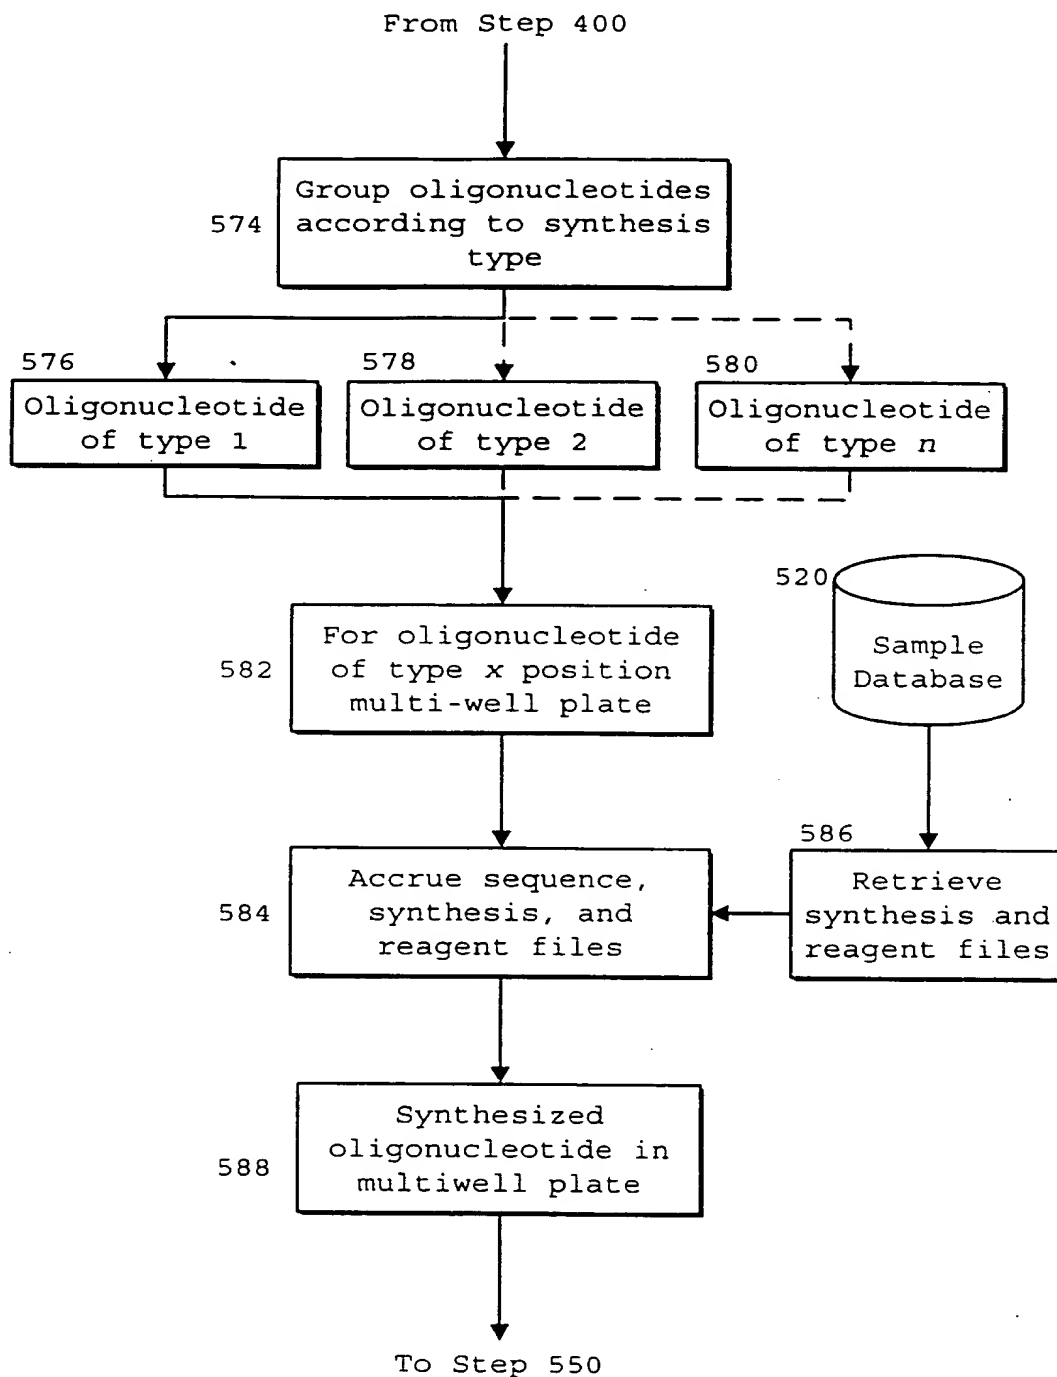 From Step 400
574
Group oligonucleotides
according to synthesis
type
576
Oligonucleotide
of type 1
578
Oligonucleotide
of type 2
580
Oligonucleotide
of type n
582
For oligonucleotide
of type x position
multi-well plate
520
Sample
Database
584
Accrue sequence,
synthesis, and
reagent files
586
Retrieve
synthesis and
reagent files
588
Synthesized
oligonucleotide in
multiwell plate
To Step 550